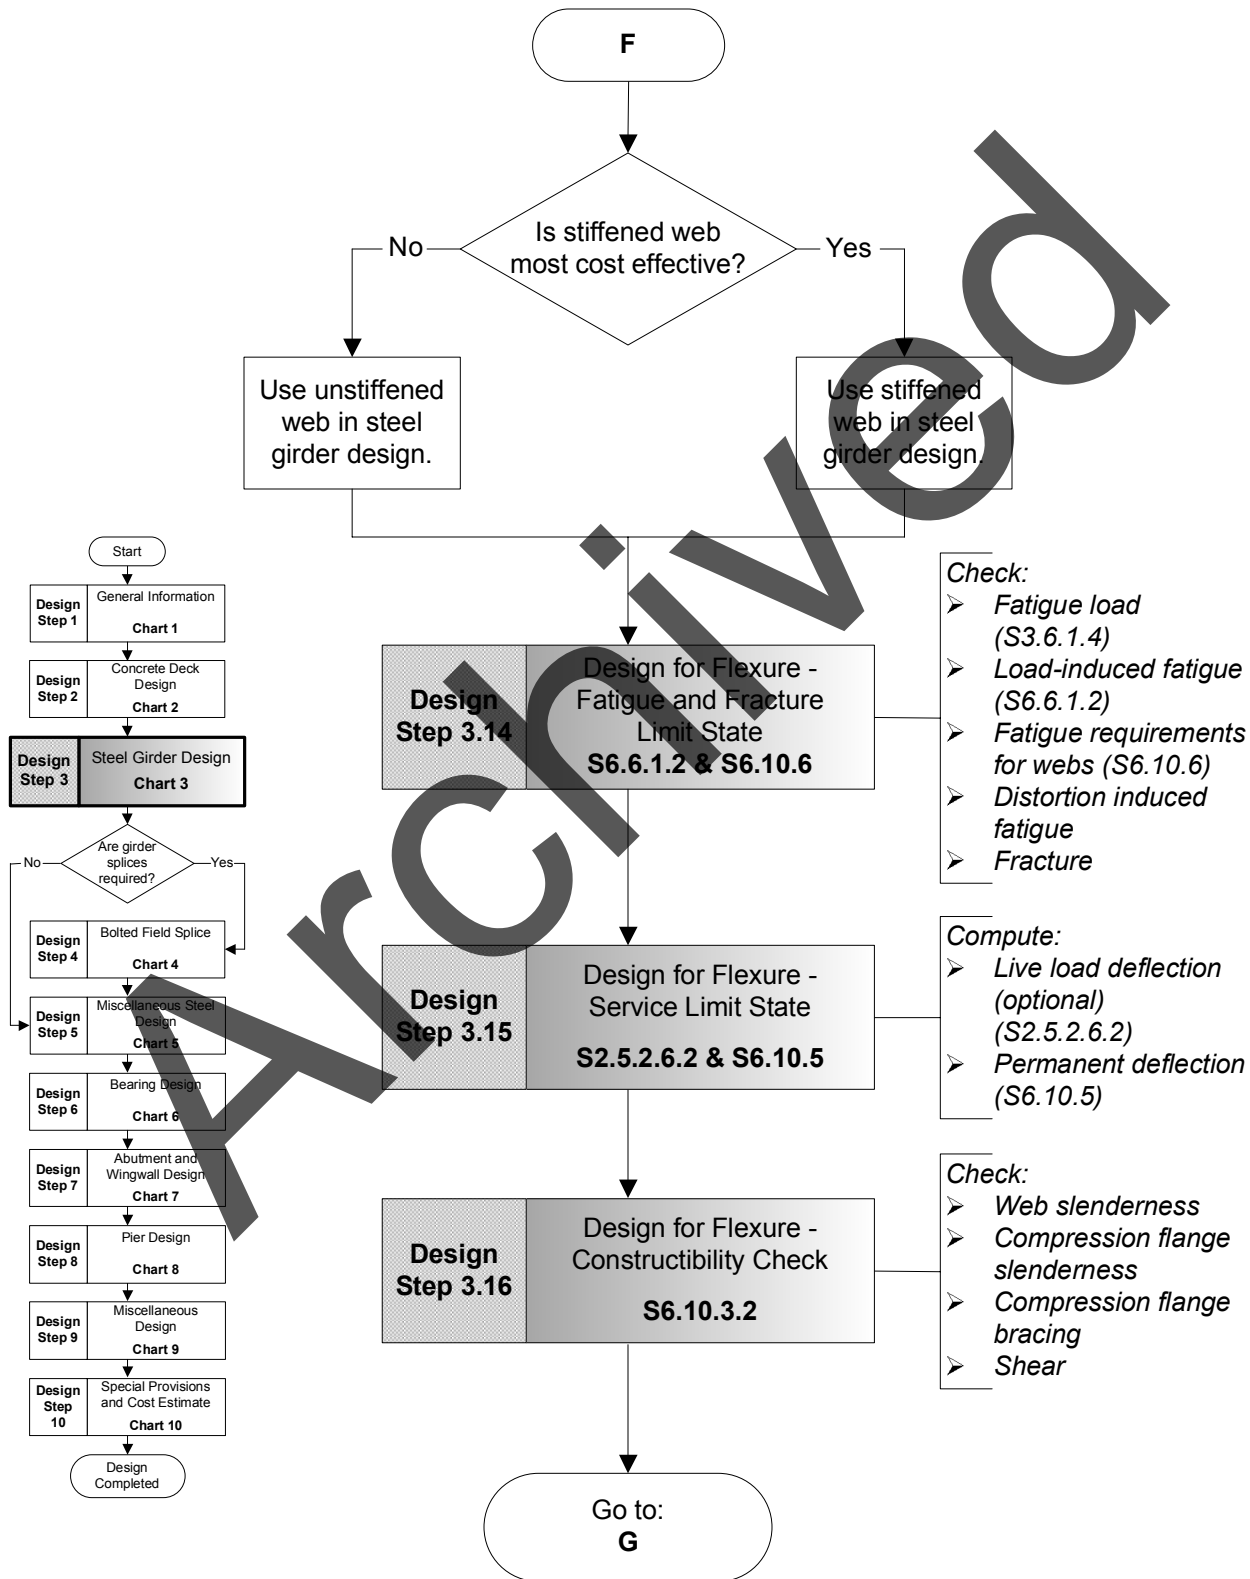 F
Is stiffened web
most cost effective?
No
Yes
Use unstiffened
web in steel
girder design.
Use stiffened
web in steel
girder design.
Design
Step 3.14
Design for Flexure -
Fatigue and Fracture
Limit State
S6.6.1.2 & S6.10.6
Check:
➢ Fatigue load
(S3.6.1.4)
➢ Load-induced fatigue
(S6.6.1.2)
➢ Fatigue requirements
for webs (S6.10.6)
➢ Distortion induced
fatigue
➢ Fracture
Design
Step 3.15
Design for Flexure -
Service Limit State
S2.5.2.6.2 & S6.10.5
Compute:
➢ Live load deflection
(optional)
(S2.5.2.6.2)
➢ Permanent deflection
(S6.10.5)
Design
Step 3.16
Design for Flexure -
Constructibility Check
S6.10.3.2
Check:
➢ Web slenderness
➢ Compression flange
slenderness
➢ Compression flange
bracing
➢ Shear
Go to:
G
Start
Design
Step 1
General Information
Chart 1
Design
Step 2
Concrete Deck
Design
Chart 2
Design
Step 3
Steel Girder Design
Chart 3
Are girder
splices
required?
No
Yes
Design
Step 4
Bolted Field Splice
Chart 4
Design
Step 5
Miscellaneous Steel
Design
Chart 5
Design
Step 6
Bearing Design
Chart 6
Design
Step 7
Abutment and
Wingwall Design
Chart 7
Design
Step 8
Pier Design
Chart 8
Design
Step 9
Miscellaneous
Design
Chart 9
Design
Step
10
Special Provisions
and Cost Estimate
Chart 10
Design
Completed
Archived